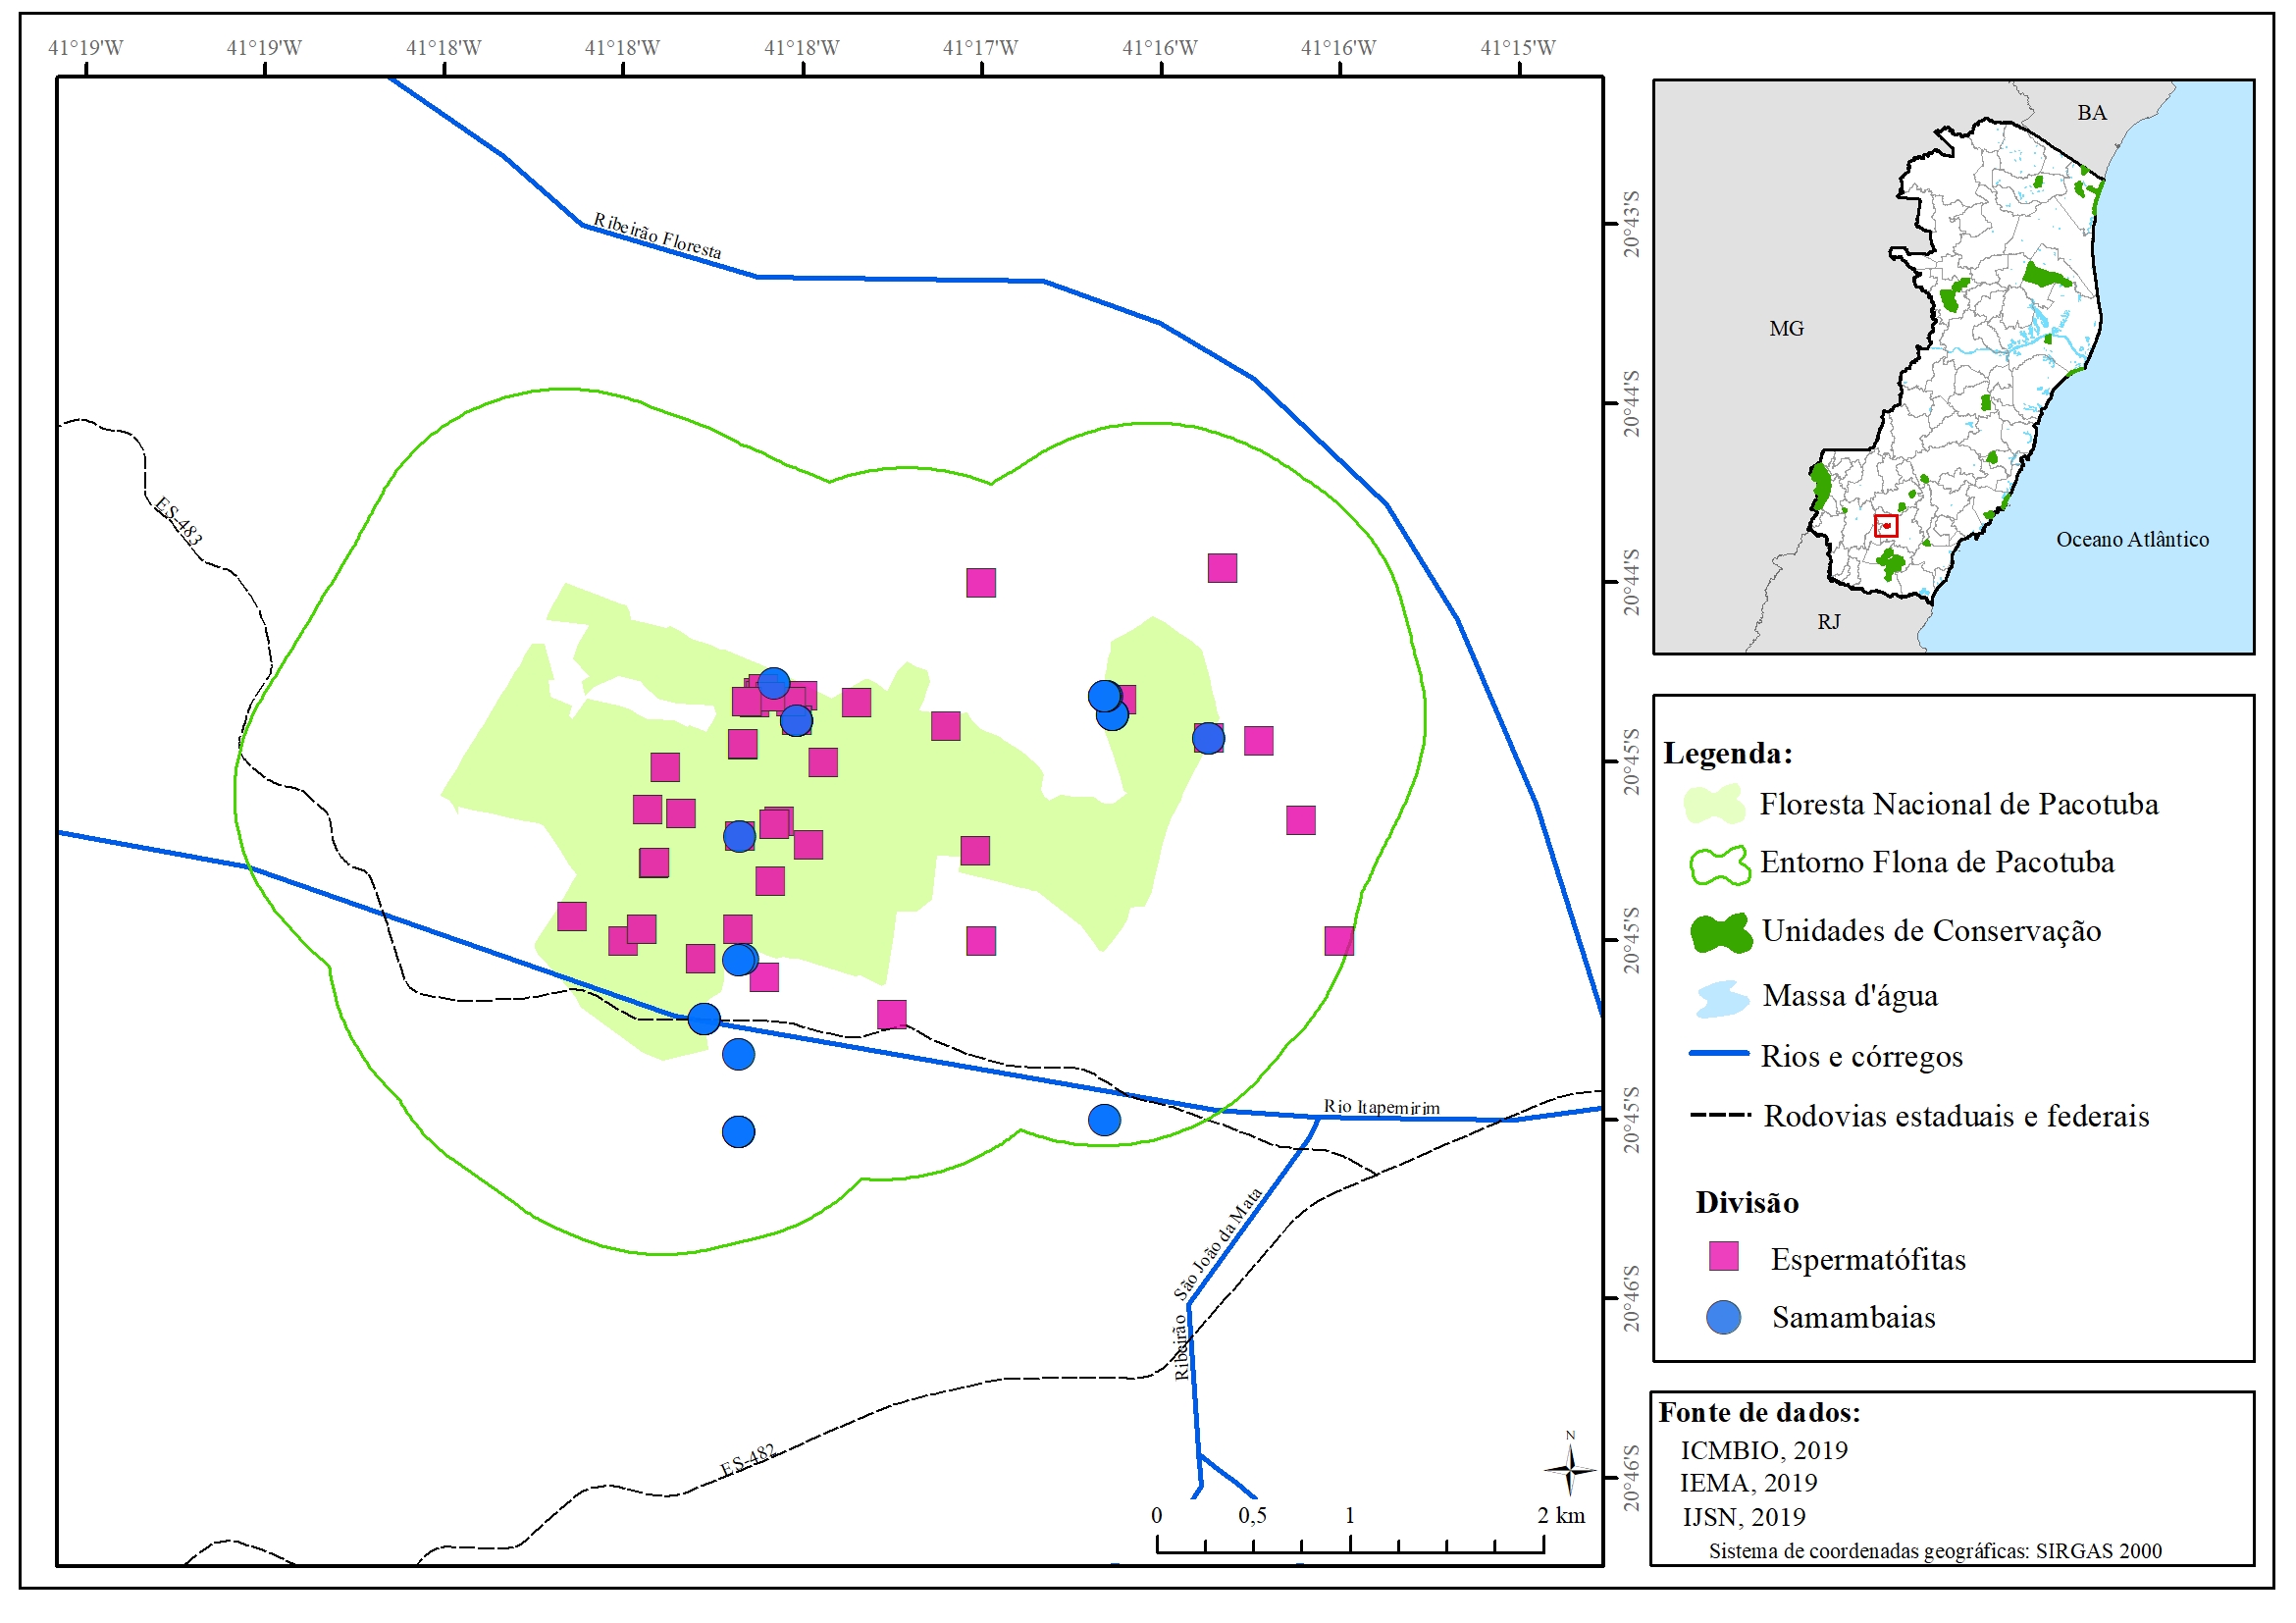 41°19'W 41°19'W 41°18'W 41°18'W 41°18'W 41°17'W 41°16'W 41°16'W 41°15'W
Ribeirão Floresta
ES-483
Rio Itapemirim
São João da Mata
Ribeirão
ES-482
N
0 0,5 1 2 km
20°43'S
20°44'S
20°44'S
20°45'S
20°45'S
20°45'S
20°46'S
20°46'S
BA
MG
Oceano Atlântico
RJ
Legenda:
Floresta Nacional de Pacotuba
Entorno Flona de Pacotuba
Unidades de Conservação
Massa d'água
Rios e córregos
Rodovias estaduais e federais
Divisão
Espermatófitas
Samambaias
Fonte de dados:
ICMBIO, 2019
IEMA, 2019
IJSN, 2019
Sistema de coordenadas geográficas: SIRGAS 2000